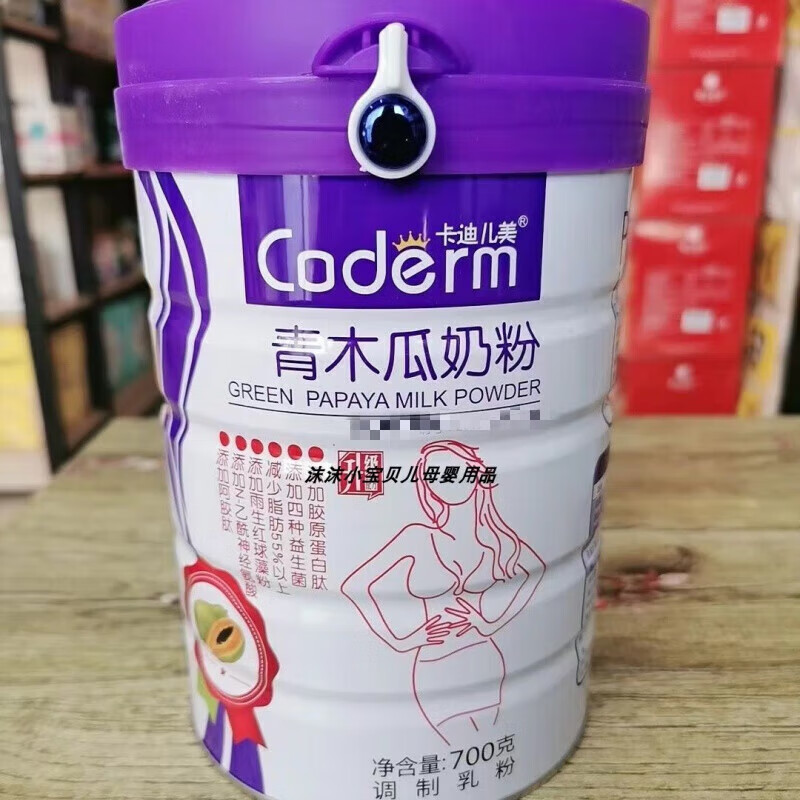 卡迪儿美®
Coderm
青木瓜奶粉
GREEN PAPAYA MILK POWDER
升级
沫沫小宝贝儿母婴用品
添加胶原蛋白肽
添加四种益生菌
减少脂肪55%以上
添加雨生红球藻粉
添加N-乙酰神经氨酸
添加阿胶肽
净含量:700克
调制乳粉